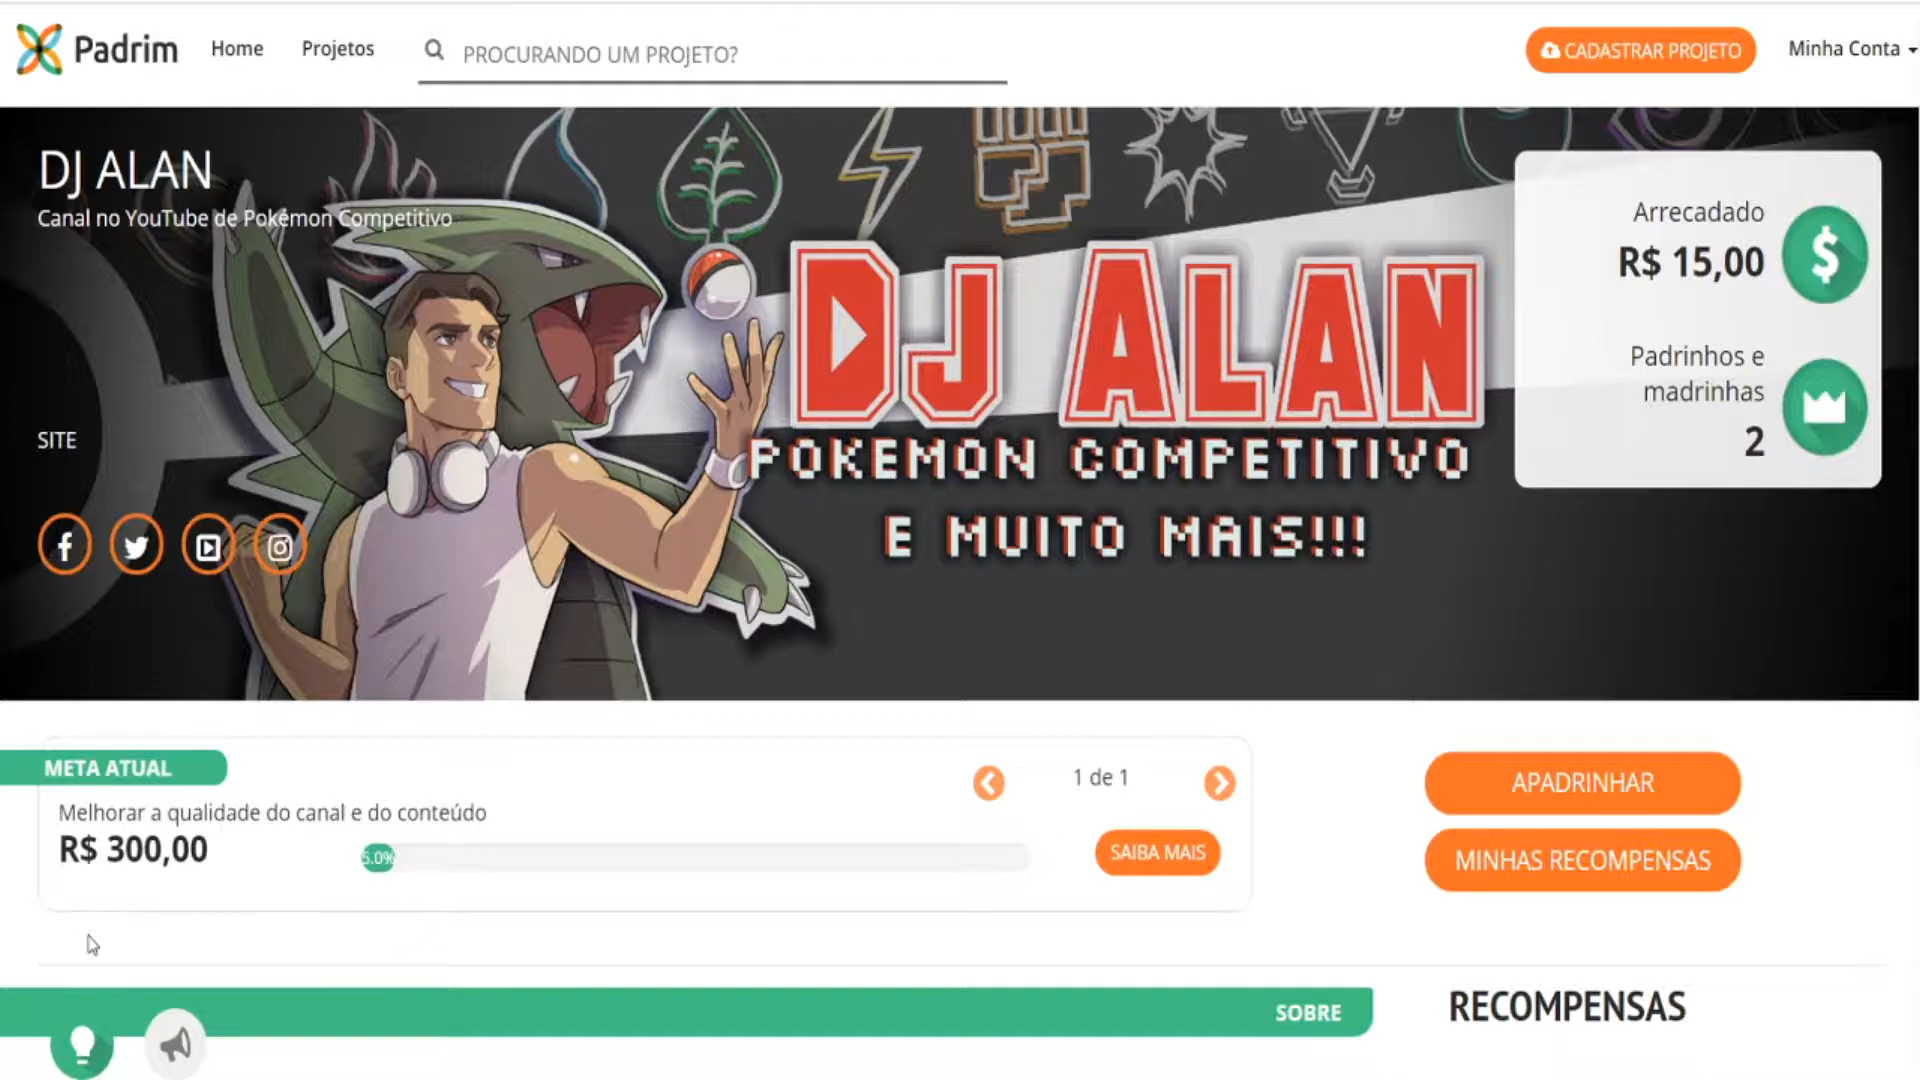 Padrim
Home
Projetos
PROCURANDO UM PROJETO?
CADASTRAR PROJETO
Minha Conta
DJ ALAN
Canal no YouTube de Pokémon Competitivo
SITE
DJ ALAN
POKEMON COMPETITIVO
E MUITO MAIS!!!
Arrecadado
R$ 15,00
Padrinhos e
madrinhas
2
META ATUAL
Melhorar a qualidade do canal e do conteúdo
R$ 300,00
5.0%
1 de 1
SAIBA MAIS
APADRINHAR
MINHAS RECOMPENSAS
SOBRE
RECOMPENSAS